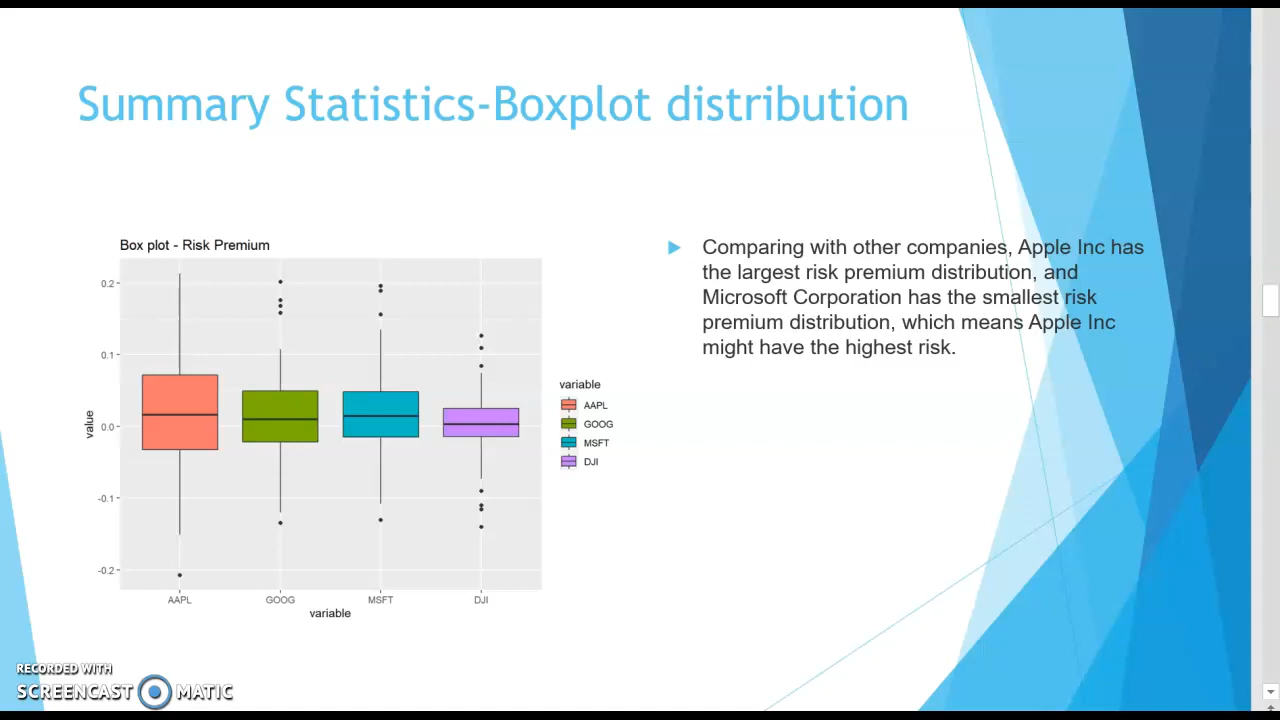 Summary Statistics-Boxplot distribution
Box plot - Risk Premium
0.2
0.1
0.0
-0.1
-0.2
value
AAPL
GOOG
MSFT
DJI
variable
variable
AAPL
GOOG
MSFT
DJI
Comparing with other companies, Apple Inc has
the largest risk premium distribution, and
Microsoft Corporation has the smallest risk
premium distribution, which means Apple Inc
might have the highest risk.
RECORDED WITH
SCREENCAST MATIC